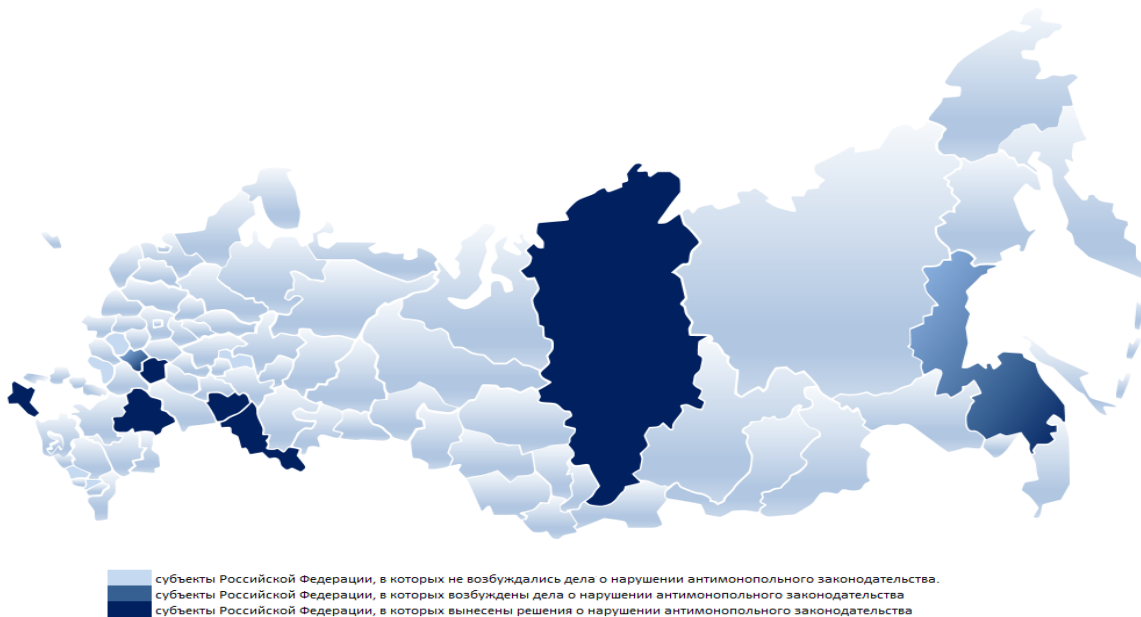 субъекты Российской Федерации, в которых не возбуждались дела о нарушении антимонопольного законодательства.
субъекты Российской Федерации, в которых возбуждены дела о нарушении антимонопольного законодательства
субъекты Российской Федерации, в которых вынесены решения о нарушении антимонопольного законодательства